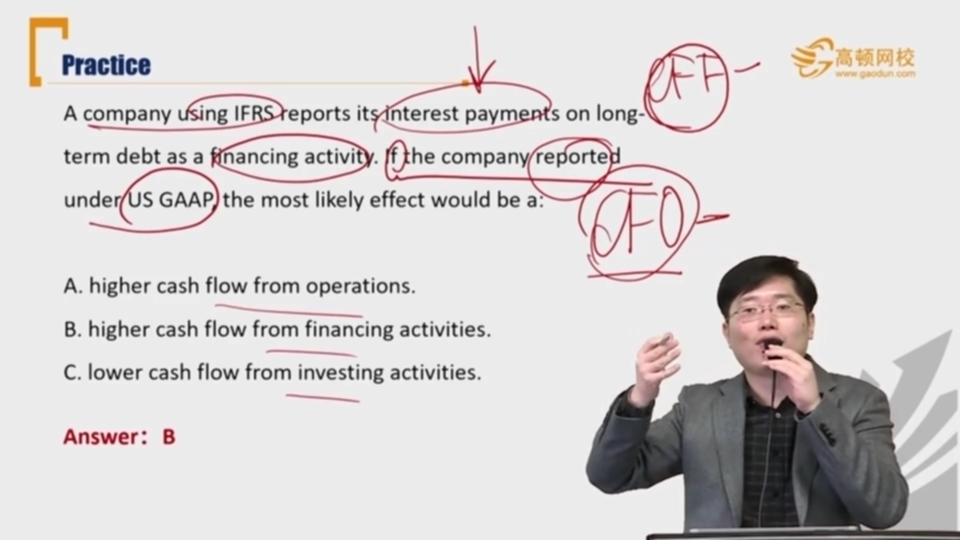 Practice
高顿网校
www.gaodun.com
CFF -
A company using IFRS reports its interest payments on long-
term debt as a financing activity. If the company reported
under US GAAP, the most likely effect would be a:
CFO -
A. higher cash flow from operations.
B. higher cash flow from financing activities.
C. lower cash flow from investing activities.
Answer: B